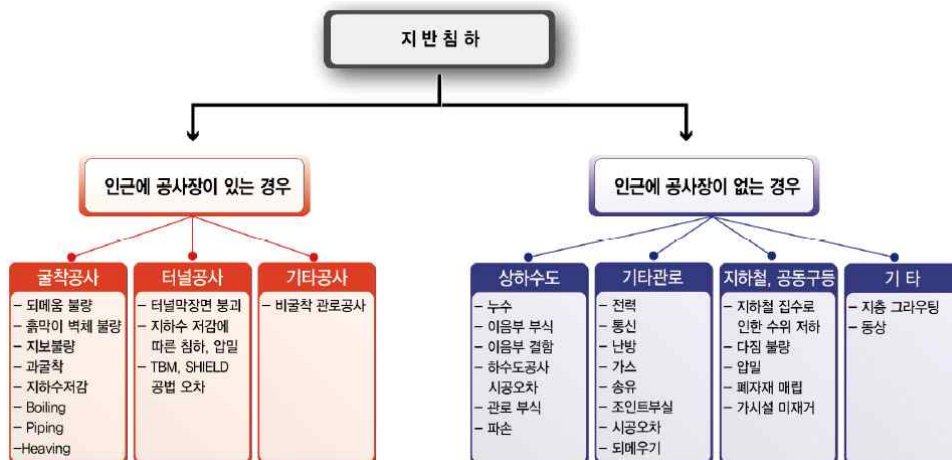 지 반 침 하
인근에 공사장이 있는 경우
인근에 공사장이 없는 경우
굴착공사
– 되메움 불량
– 흙막이 벽체 불량
– 지보불량
– 과굴착
– 지하수저감
– Boiling
– Piping
–Heaving
터널공사
– 터널막장면 붕괴
– 지하수 저감에
따른 침하, 압밀
– TBM, SHIELD
공법 오차
기타공사
– 비굴착 관로공사
상하수도
– 누수
– 이음부 부식
– 이음부 결함
– 하수도공사
시공오차
– 관로 부식
– 파손
기타관로
– 전력
– 통신
– 난방
– 가스
– 송유
– 조인트부실
– 시공오차
– 되메우기
지하철, 공동구등
– 지하철 집수로
인한 수위 저하
– 다짐 불량
– 압밀
– 폐자재 매립
– 가시설 미재거
기 타
– 지층 그라우팅
– 동상